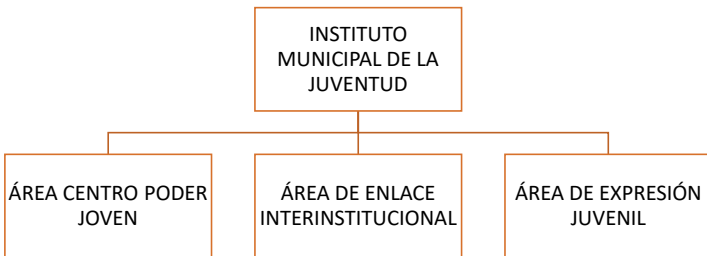 INSTITUTO
MUNICIPAL DE LA
JUVENTUD
ÁREA CENTRO PODER
JOVEN
ÁREA DE ENLACE
INTERINSTITUCIONAL
ÁREA DE EXPRESIÓN
JUVENIL